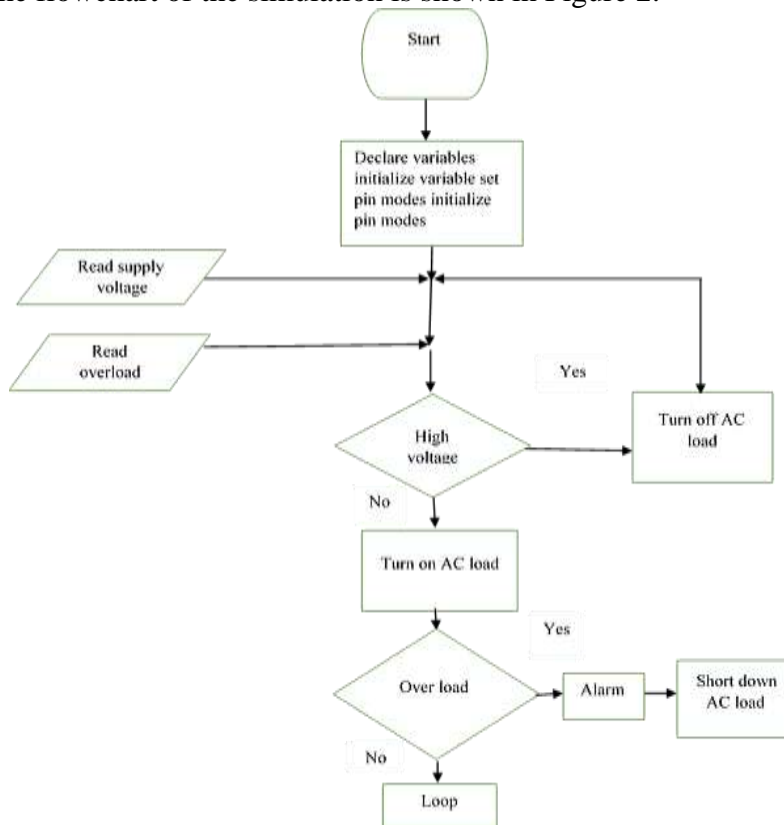 he flowchart of the simulation is shown in Figure 2.
Start
Declare variables
initialize variable set
pin modes initialize
pin modes
Read supply
voltage
Read
overload
Yes
High
voltage
Turn off AC
load
No
Turn on AC load
Yes
Over load
Alarm
Short down
AC load
No
Loop